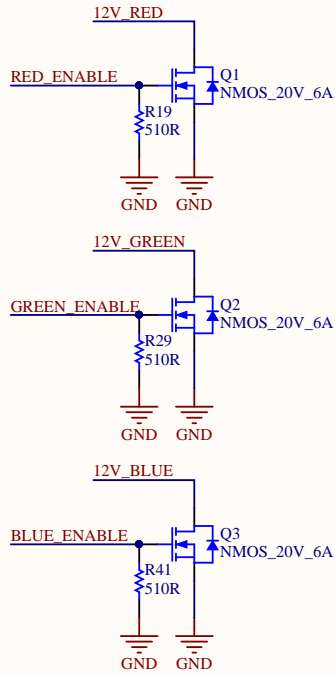 12V_RED
RED_ENABLE
Q1
NMOS_20V_6A
R19
510R
GND
GND
12V_GREEN
GREEN_ENABLE
Q2
NMOS_20V_6A
R29
510R
GND
GND
12V_BLUE
BLUE_ENABLE
Q3
NMOS_20V_6A
R41
510R
GND
GND